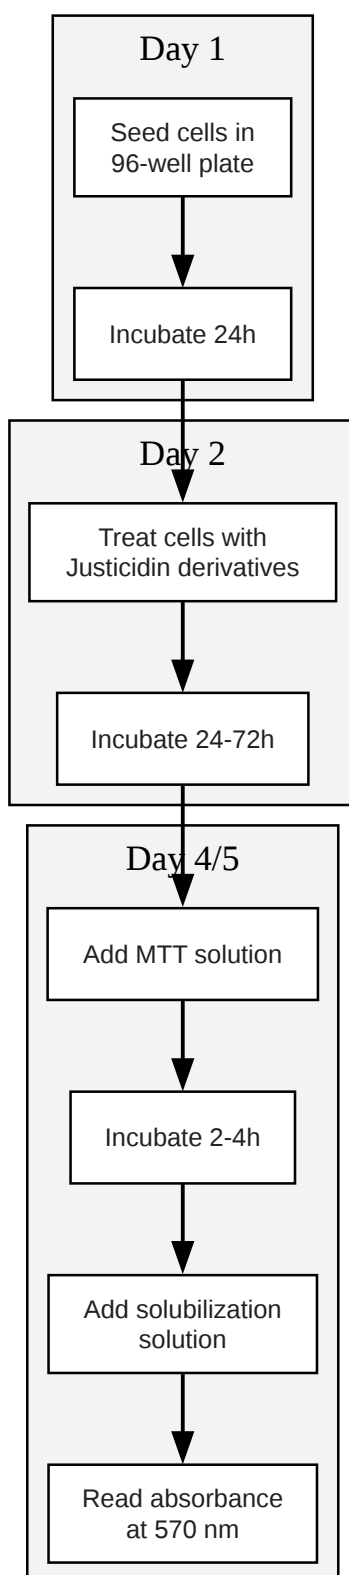 Day 1
Seed cells in
96-well plate
Incubate 24h
Day 2
Treat cells with
Justicidin derivatives
Incubate 24-72h
Day 4/5
Add MTT solution
Incubate 2-4h
Add solubilization
solution
Read absorbance
at 570 nm